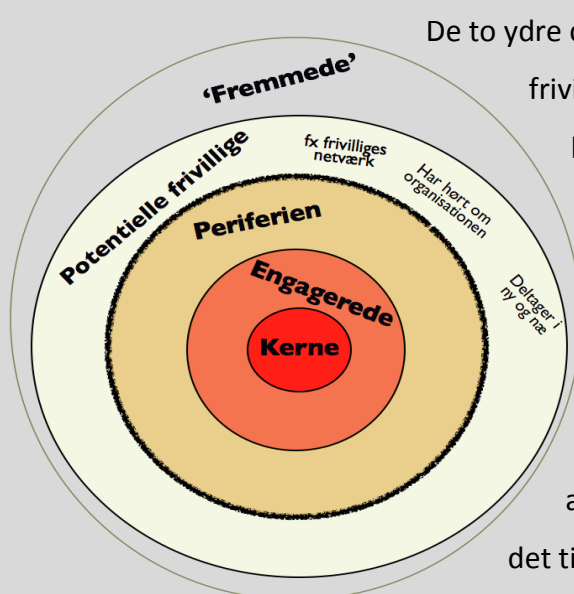 De to ydre
frivi
'Fremmede'
Potentielle frivillige
fx frivilliges
netværk
Har hørt om
organisationen
Deltager i
ny og næ
Periferien
Engagerede
Kerne
det ti